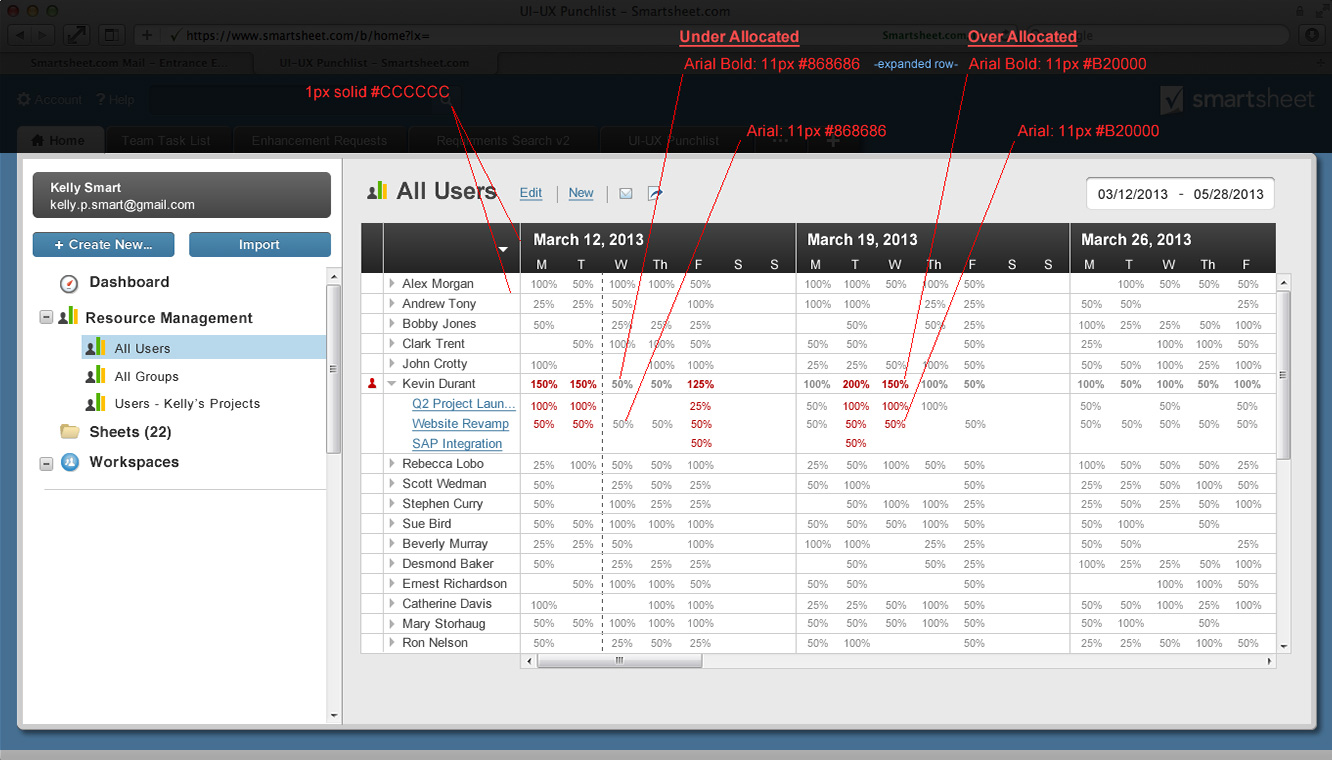 UI-UX Punchlist - Smartsheet.com
https://www.smartsheet.com/b/home?lx=
Smartsheet.com
Under Allocated
Over Allocated
Smartsheet.com Mail – Entrance E...
UI-UX Punchlist – Smartsheet.com
Arial Bold: 11px #868686
-expanded row-
Arial Bold: 11px #B20000
1px solid #CCCCCC
Account
? Help
smartsheet
Arial: 11px #868686
Arial: 11px #B20000
Home
Team Task List
Enhancement Requests
Requirments Search v2
UI-UX Punchlist
...
+
Kelly Smart
kelly.p.smart@gmail.com
+ Create New...
Import
Dashboard
Resource Management
All Users
All Groups
Users - Kelly's Projects
Sheets (22)
Workspaces
All Users
Edit | New |
03/12/2013 - 05/28/2013
March 12, 2013 March 19, 2013 March 26, 2013
M T W Th F S S M T W Th F S S M T W Th F
Alex Morgan 100% 50% 100% 100% 50% 100% 100% 50% 100% 50% 100% 50% 50% 50%
Andrew Tony 25% 25% 50% 100% 100% 100% 25% 25% 50% 50% 25%
Bobby Jones 50% 25% 25% 25% 50% 50% 25% 100% 25% 25% 50% 100%
Clark Trent 50% 100% 100% 50% 50% 50% 50% 25% 100% 100% 50%
John Crotty 100% 100% 100% 25% 25% 50% 100% 50% 50% 50% 100% 25% 100%
Kevin Durant 150% 150% 50% 50% 125% 100% 200% 150% 100% 50% 100% 50% 100% 50% 100%
Q2 Project Laun... 100% 100% 25% 50% 100% 100% 100% 50% 50% 50%
Website Revamp 50% 50% 50% 50% 50% 50% 50% 50% 50% 50% 50% 50% 50% 50%
SAP Integration 50% 50%
Rebecca Lobo 25% 100% 50% 50% 100% 25% 50% 100% 50% 50% 100% 50% 50% 50% 25%
Scott Wedman 25% 50% 25% 50% 100% 50% 25% 25% 50% 100% 50%
Stephen Curry 50% 100% 25% 25% 50% 100% 100% 25% 25% 50% 25% 50% 100%
Sue Bird 50% 50% 100% 100% 100% 50% 50% 50% 100% 50% 50% 100% 50%
Beverly Murray 25% 25% 50% 100% 100% 100% 25% 25% 50% 50% 25%
Desmond Baker 50% 25% 25% 25% 50% 50% 25% 100% 25% 25% 50% 100%
Ernest Richardson 50% 100% 100% 50% 50% 50% 50% 100% 100% 50%
Catherine Davis 100% 100% 100% 25% 25% 50% 100% 50% 50% 50% 100% 25% 100%
Mary Storhaug 50% 50% 100% 100% 100% 50% 50% 50% 100% 50% 50% 100% 50%
Ron Nelson 50% 25% 50% 25% 50% 100% 50% 25% 25% 50% 100% 50%